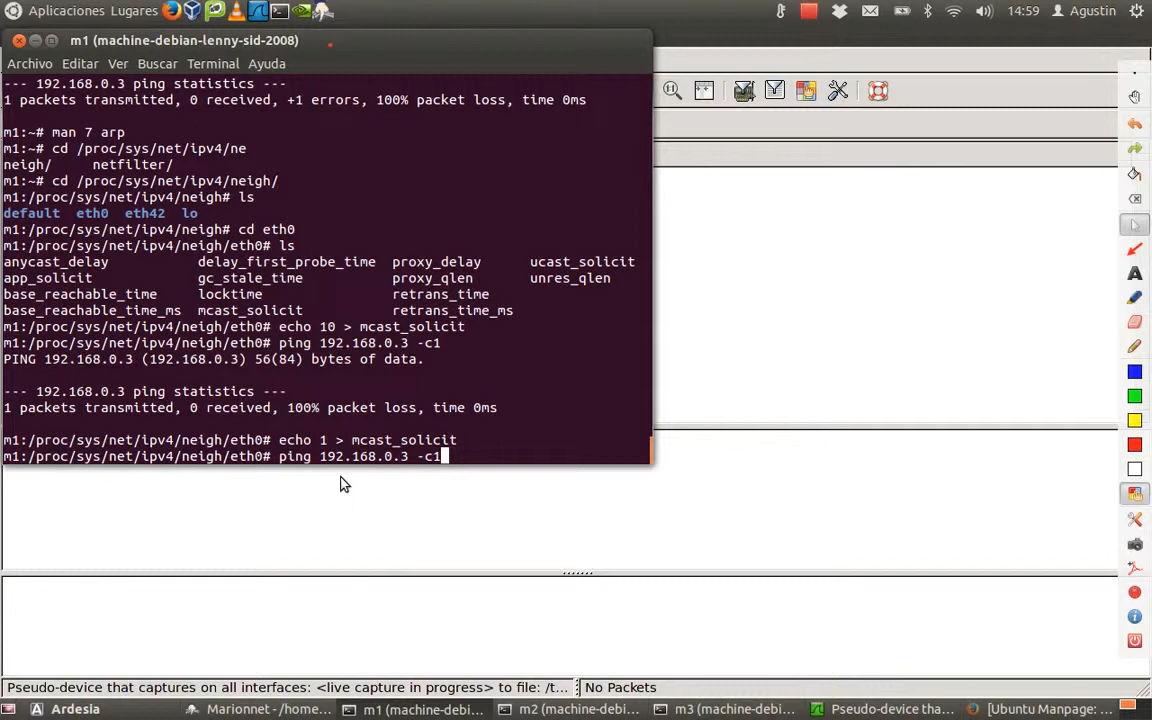 Aplicaciones Lugares 14:59 Agustin
m1 (machine-debian-lenny-sid-2008)
Archivo Editar Ver Buscar Terminal Ayuda
--- 192.168.0.3 ping statistics ---
1 packets transmitted, 0 received, +1 errors, 100% packet loss, time 0ms
m1:~# man 7 arp
m1:~# cd /proc/sys/net/ipv4/ne
neigh/ netfilter/
m1:~# cd /proc/sys/net/ipv4/neigh/
m1:/proc/sys/net/ipv4/neigh# ls
default eth0 eth42 lo
m1:/proc/sys/net/ipv4/neigh# cd eth0
m1:/proc/sys/net/ipv4/neigh/eth0# ls
anycast_delay delay_first_probe_time proxy_delay ucast_solicit
app_solicit gc_stale_time proxy_qlen unres_qlen
base_reachable_time locktime retrans_time
base_reachable_time_ms mcast_solicit retrans_time_ms
m1:/proc/sys/net/ipv4/neigh/eth0# echo 10 > mcast_solicit
m1:/proc/sys/net/ipv4/neigh/eth0# ping 192.168.0.3 -c1
PING 192.168.0.3 (192.168.0.3) 56(84) bytes of data.
--- 192.168.0.3 ping statistics ---
1 packets transmitted, 0 received, 100% packet loss, time 0ms
m1:/proc/sys/net/ipv4/neigh/eth0# echo 1 > mcast_solicit
m1:/proc/sys/net/ipv4/neigh/eth0# ping 192.168.0.3 -c1
Pseudo-device that captures on all interfaces: <live capture in progress> to file: /t... No Packets
Ardesia Marionnet - /home... m1 (machine-debi... m2 (machine-debi... m3 (machine-debi... Pseudo-device tha... [Ubuntu Manpage: ...